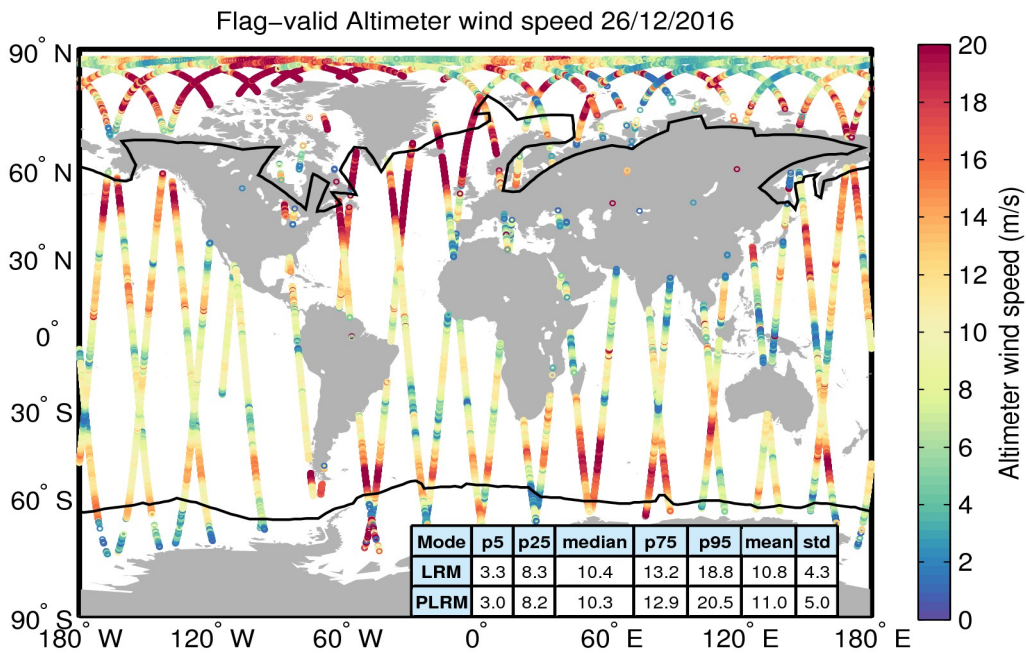 Flag−valid Altimeter wind speed 26/12/2016
90° N
60° N
30° N
0°
30° S
60° S
90° S
180° W
120° W
60° W
0°
60° E
120° E
180° E
Mode p5 p25 median p75 p95 mean std
LRM 3.3 8.3 10.4 13.2 18.8 10.8 4.3
PLRM 3.0 8.2 10.3 12.9 20.5 11.0 5.0
20
18
16
14
12
10
8
6
4
2
0
Altimeter wind speed (m/s)